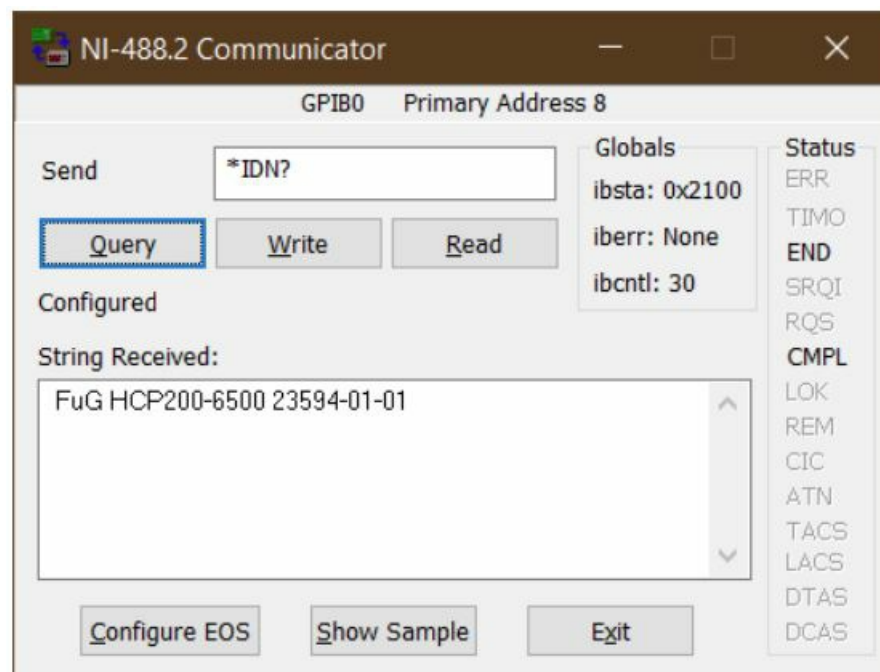 NI-488.2 Communicator
GPIB0 Primary Address 8
Send
*IDN?
Query Write Read
Configured
String Received:
FuG HCP200-6500 23594-01-01
Configure EOS Show Sample Exit
Globals
ibsta: 0x2100
iberr: None
ibcntl: 30
Status
ERR
TIMO
END
SRQI
RQS
CMPL
LOK
REM
CIC
ATN
TACS
LACS
DTAS
DCAS